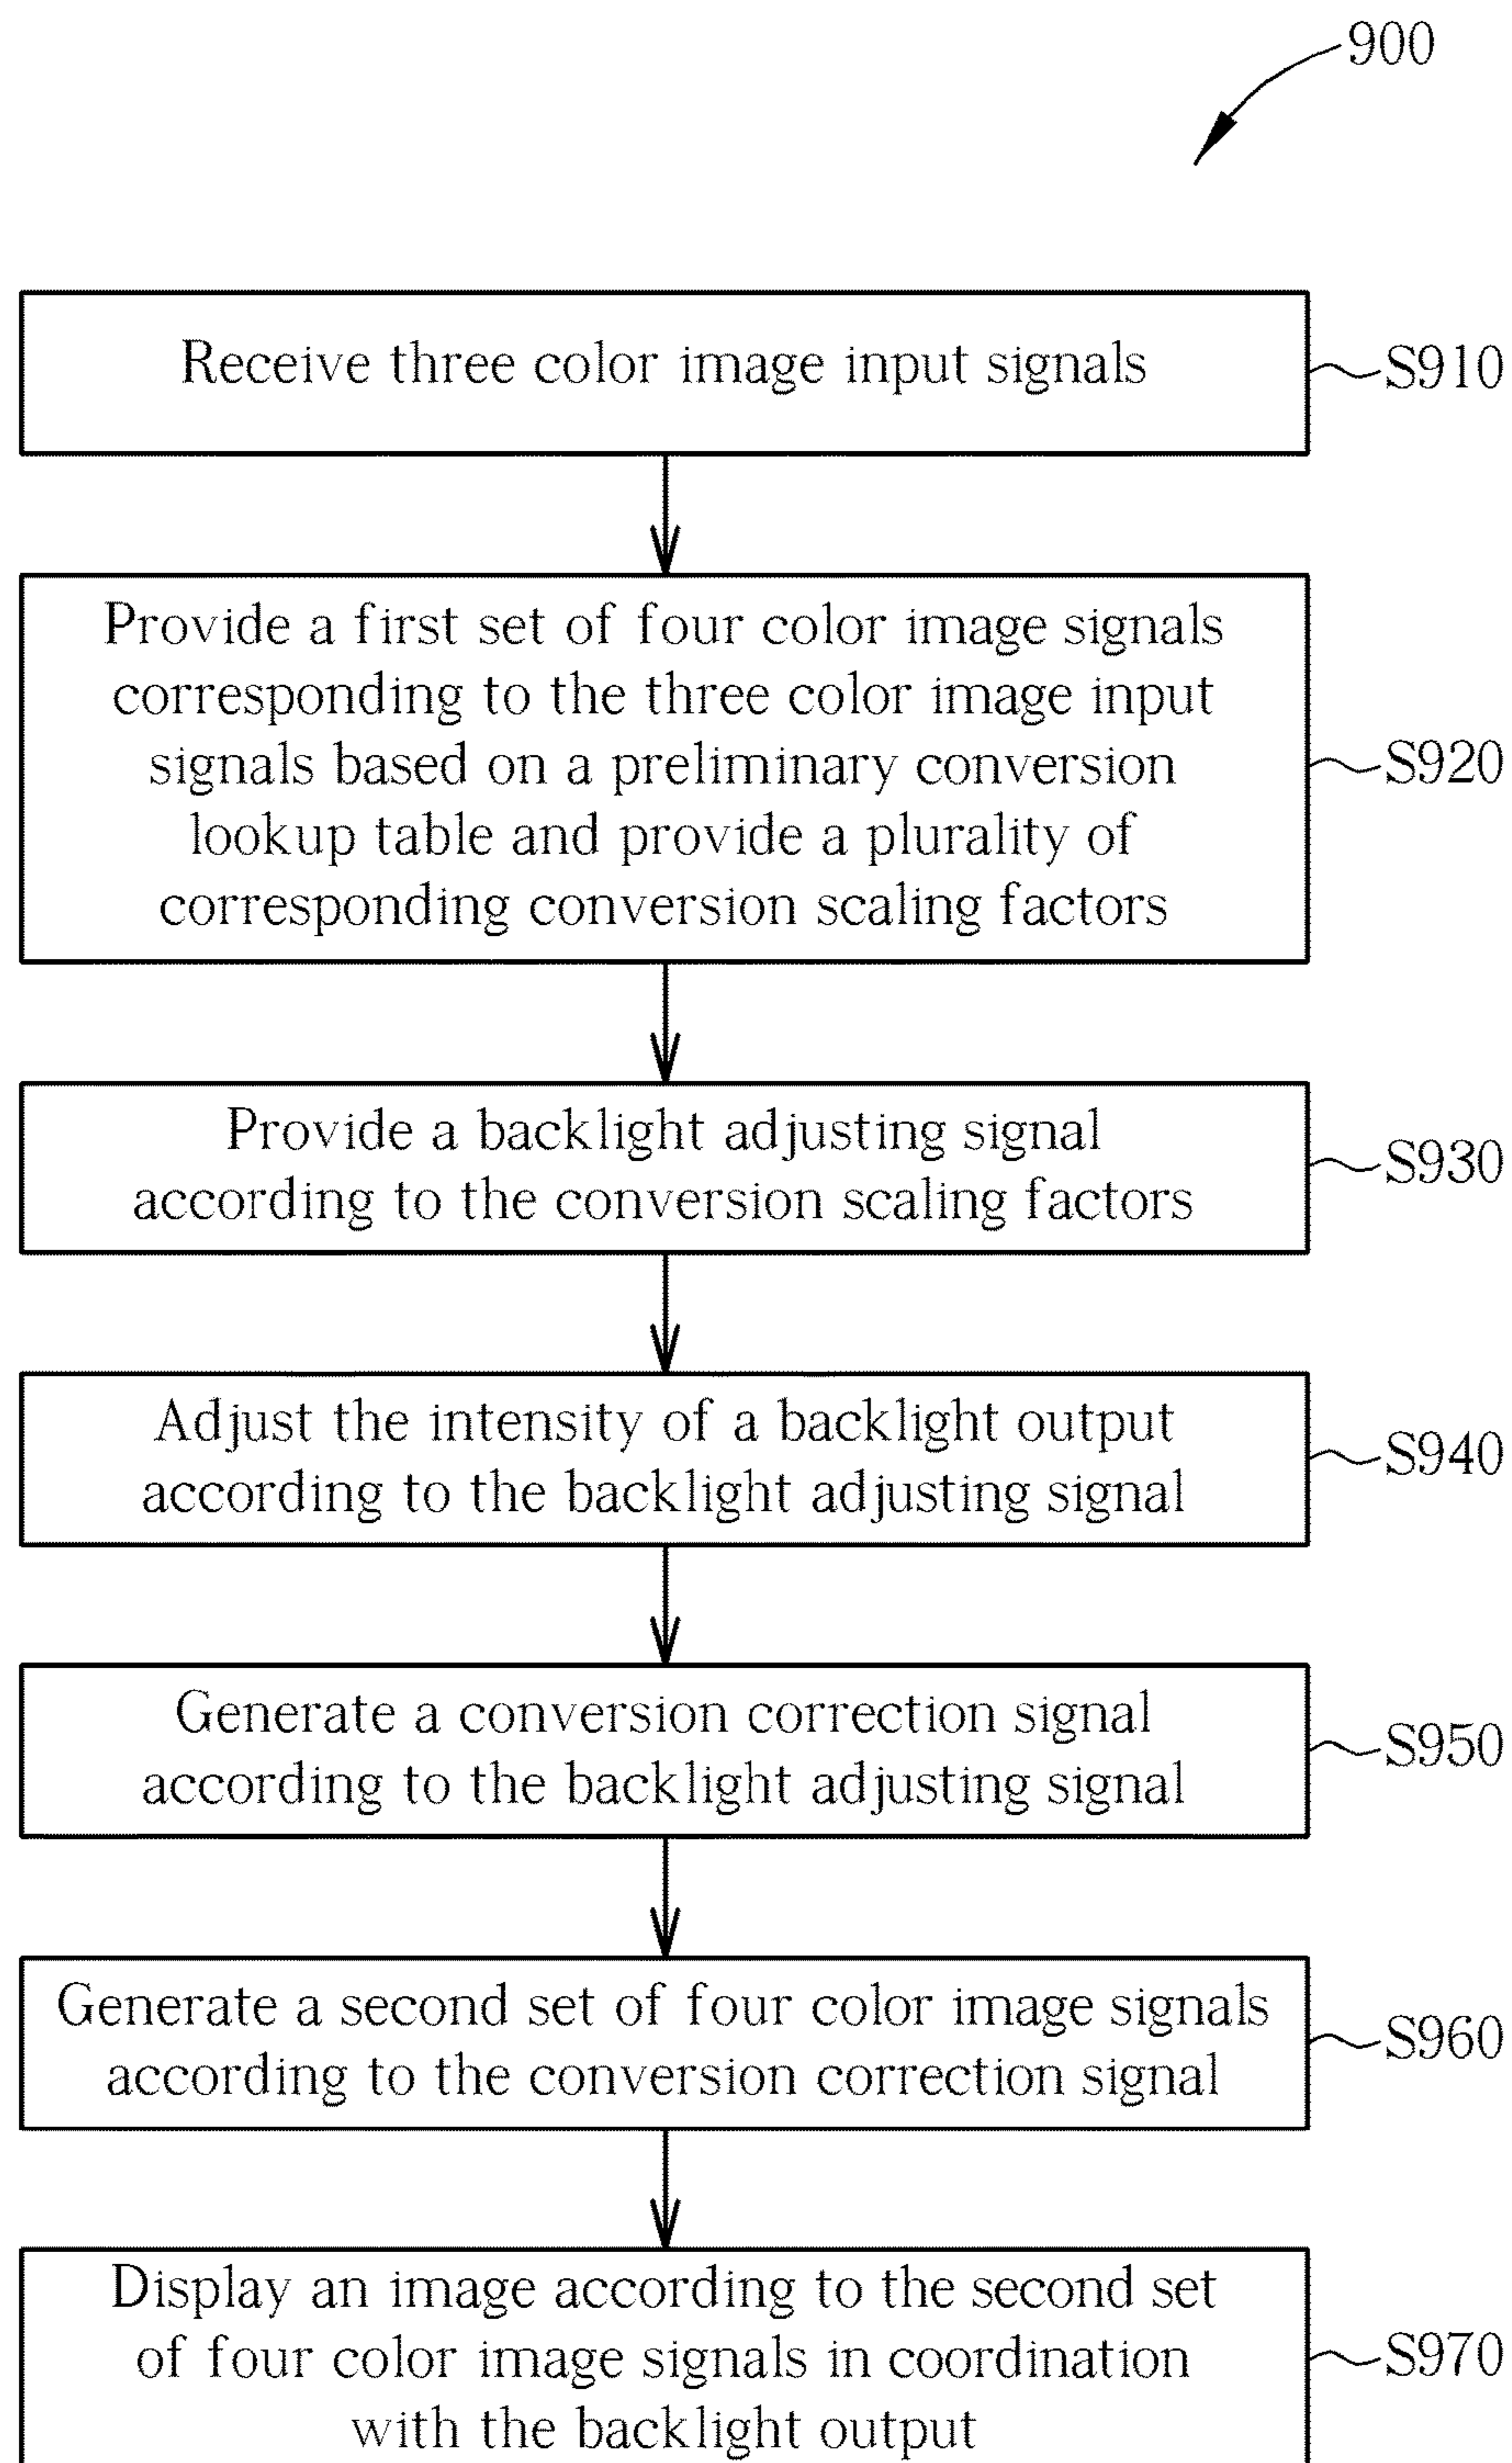 900
Receive three color image input signals
S910
Provide a first set of four color image signals
corresponding to the three color image input
signals based on a preliminary conversion
lookup table and provide a plurality of
corresponding conversion scaling factors
S920
Provide a backlight adjusting signal
according to the conversion scaling factors
S930
Adjust the intensity of a backlight output
according to the backlight adjusting signal
S940
Generate a conversion correction signal
according to the backlight adjusting signal
S950
Generate a second set of four color image signals
according to the conversion correction signal
S960
Display an image according to the second set
of four color image signals in coordination
with the backlight output
S970